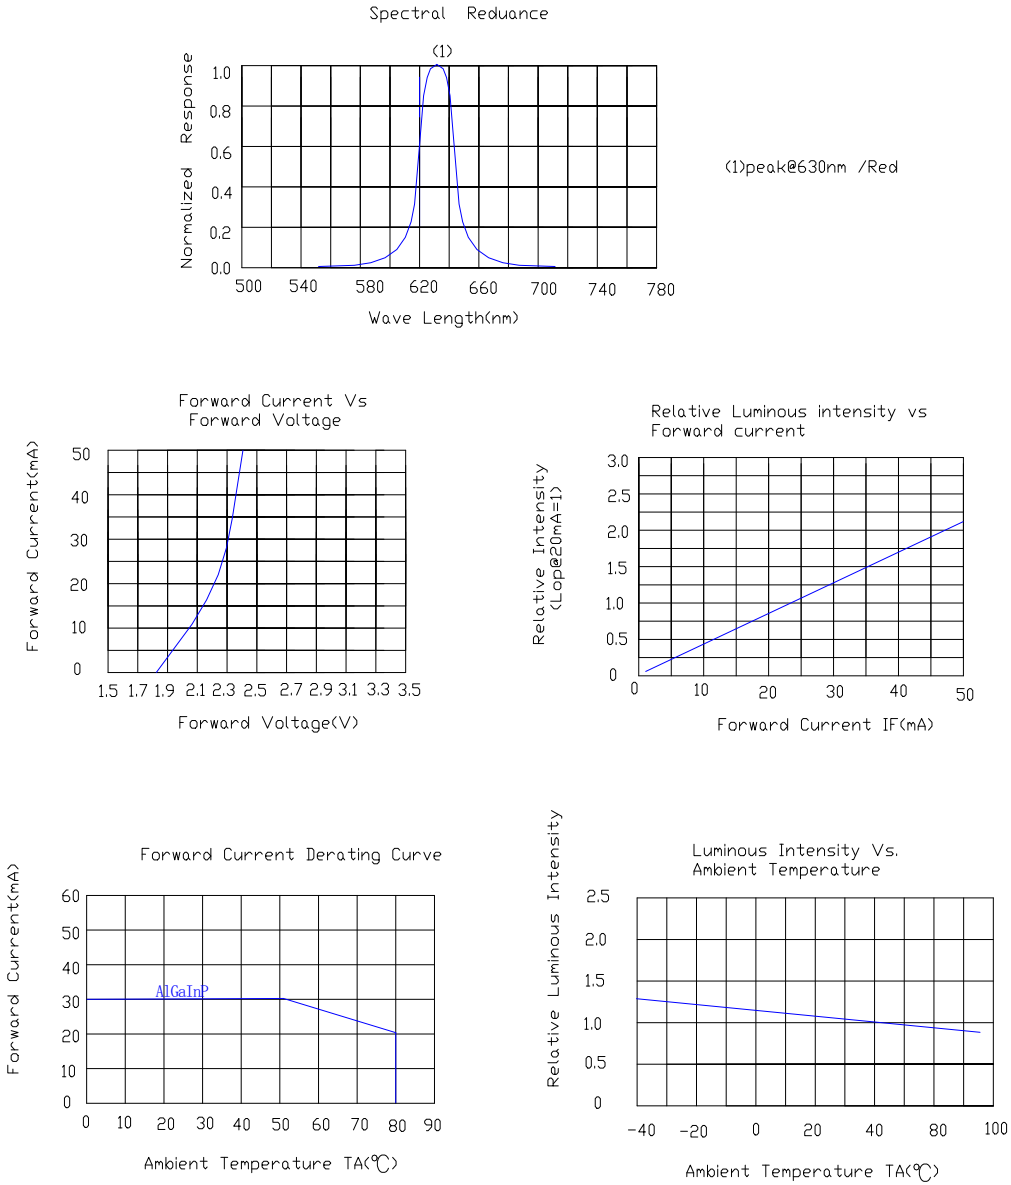 Spectral Reduance
(1)
Normalized Response
1.0
0.8
0.6
0.4
0.2
0.0
500 540 580 620 660 700 740 780
Wave Length(nm)
(1)peak@630nm /Red
Forward Current Vs
Forward Voltage
Forward Current(mA)
50
40
30
20
10
0
1.5 1.7 1.9 2.1 2.3 2.5 2.7 2.9 3.1 3.3 3.5
Forward Voltage(V)
Relative Luminous intensity vs
Forward current
Relative Intensity
(Lop@20mA=1)
3.0
2.5
2.0
1.5
1.0
0.5
0
0 10 20 30 40 50
Forward Current IF(mA)
Forward Current Derating Curve
Forward Current(mA)
60
50
40
30
20
10
0
AlGaInP
0 10 20 30 40 50 60 70 80 90
Ambient Temperature TA(℃)
Luminous Intensity Vs.
Ambient Temperature
Relative Luminous Intensity
2.5
2.0
1.5
1.0
0.5
0
-40 -20 0 40 80 100
Ambient Temperature TA(℃)